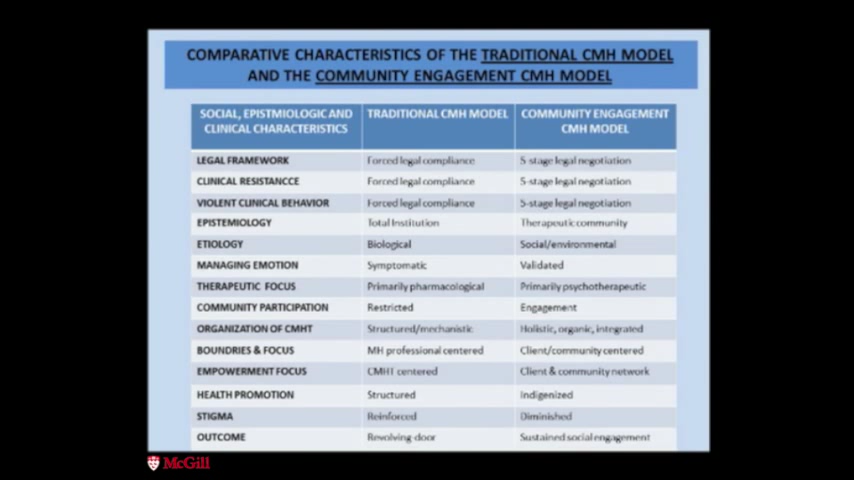 COMPARATIVE CHARACTERISTICS OF THE TRADITIONAL CMH MODEL
AND THE COMMUNITY ENGAGEMENT CMH MODEL
SOCIAL, EPISTMIOLOGIC AND CLINICAL CHARACTERISTICS TRADITIONAL CMH MODEL COMMUNITY ENGAGEMENT CMH MODEL
LEGAL FRAMEWORK Forced legal compliance 5-stage legal negotiation
CLINICAL RESISTANCCE Forced legal compliance 5-stage legal negotiation
VIOLENT CLINICAL BEHAVIOR Forced legal compliance 5-stage legal negotiation
EPISTEMIOLOGY Total Institution Therapeutic community
ETIOLOGY Biological Social/environmental
MANAGING EMOTION Symptomatic Validated
THERAPEUTIC FOCUS Primarily pharmacological Primarily psychotherapeutic
COMMUNITY PARTICIPATION Restricted Engagement
ORGANIZATION OF CMHT Structured/mechanistic Holistic, organic, integrated
BOUNDRIES & FOCUS MH professional centered Client/community centered
EMPOWERMENT FOCUS CMHT centered Client & community network
HEALTH PROMOTION Structured Indigenized
STIGMA Reinforced Diminished
OUTCOME Revolving door Sustained social engagement
McGill